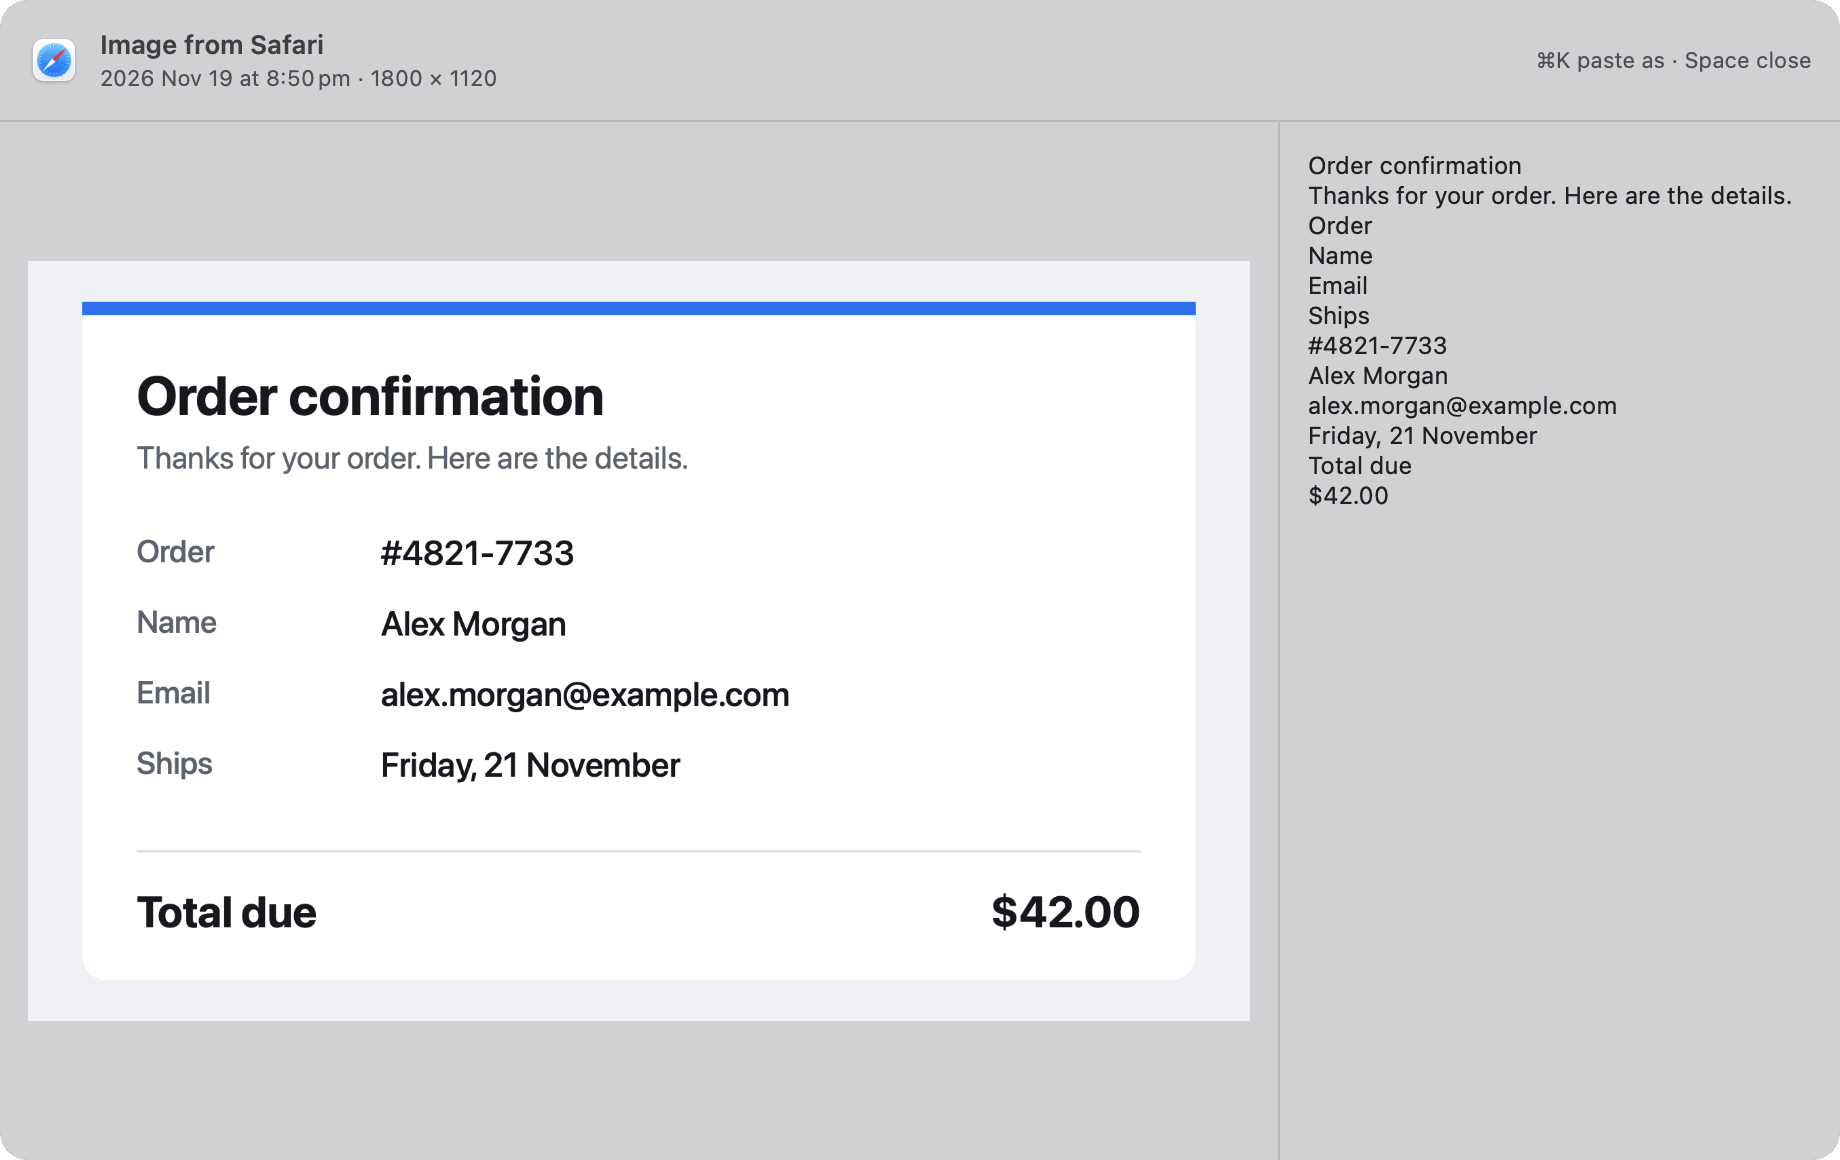 Image from Safari
2026 Nov 19 at 8:50 pm · 1800 × 1120
⌘K paste as · Space close
Order confirmation
Thanks for your order. Here are the details.
Order #4821-7733
Name Alex Morgan
Email alex.morgan@example.com
Ships Friday, 21 November
Total due $42.00
Order confirmation
Thanks for your order. Here are the details.
Order
Name
Email
Ships
#4821-7733
Alex Morgan
alex.morgan@example.com
Friday, 21 November
Total due
$42.00